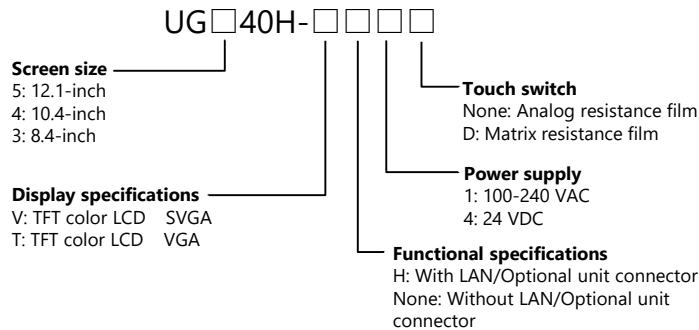 UG□40H-□□□□
Screen size
5: 12.1-inch
4: 10.4-inch
3: 8.4-inch
Display specifications
V: TFT color LCD SVGA
T: TFT color LCD VGA
Touch switch
None: Analog resistance film
D: Matrix resistance film
Power supply
1: 100-240 VAC
4: 24 VDC
Functional specifications
H: With LAN/Optional unit connector
None: Without LAN/Optional unit
connector